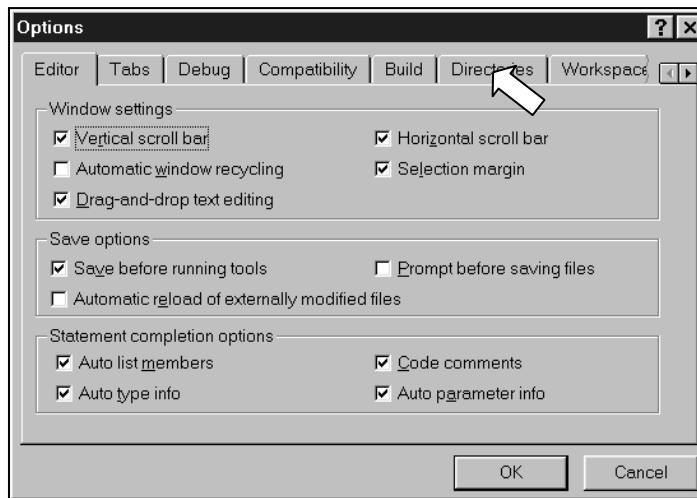 Options ? ×
Editor Tabs Debug Compatibility Build Directories Workspace
Window settings
Vertical scroll bar Horizontal scroll bar
Automatic window recycling Selection margin
Drag-and-drop text editing
Save options
Save before running tools Prompt before saving files
Automatic reload of externally modified files
Statement completion options
Auto list members Code comments
Auto type info Auto parameter info
OK Cancel